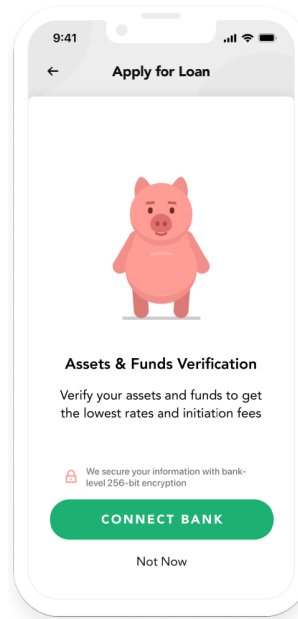 9:41
Apply for Loan
Assets & Funds Verification
Verify your assets and funds to get
the lowest rates and initiation fees
We secure your information with bank-
level 256-bit encryption
CONNECT BANK
Not Now